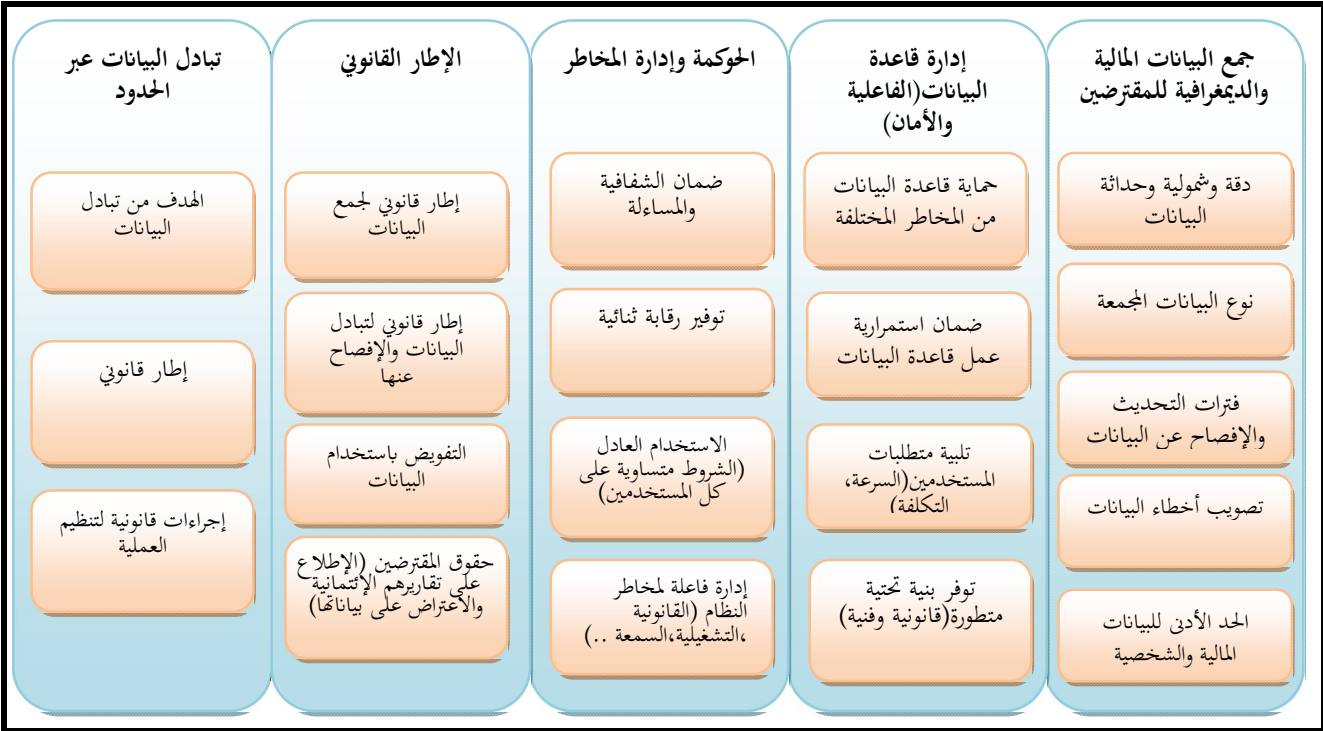 جمع البيانات المالية
والديمغرافية للمقترضين
دقة وشمولية وحداثة
البيانات
نوع البيانات المجمعة
فترات التحديث
والإفصاح عن البيانات
تصويب أخطاء البيانات
الحد الأدنى للبيانات
المالية والشخصية
إدارة قاعدة
البيانات(الفاعلية
والأمان)
حماية قاعدة البيانات
من المخاطر المختلفة
ضمان استمرارية
عمل قاعدة البيانات
تلبية متطلبات
المستخدمين(السرعة،
التكلفة)
توفر بنية تحتية
متطورة(قانونية وفنية)
الحوكمة وإدارة المخاطر
ضمان الشفافية
والمساءلة
توفير رقابة ثنائية
الاستخدام العادل
(الشروط متساوية على
كل المستخدمين)
إدارة فاعلة لمخاطر
النظام (القانونية
،التشغيلية،السمعة ..)
الإطار القانوني
إطار قانوني لجمع
البيانات
إطار قانوني لتبادل
البيانات والإفصاح
عنها
التفويض باستخدام
البيانات
حقوق المقترضين (الإطلاع
على تقاريرهم الإئتمانية
والاعتراض على بياناتها)
تبادل البيانات عبر
الحدود
الهدف من تبادل
البيانات
إطار قانوني
إجراءات قانونية لتنظيم
العملية